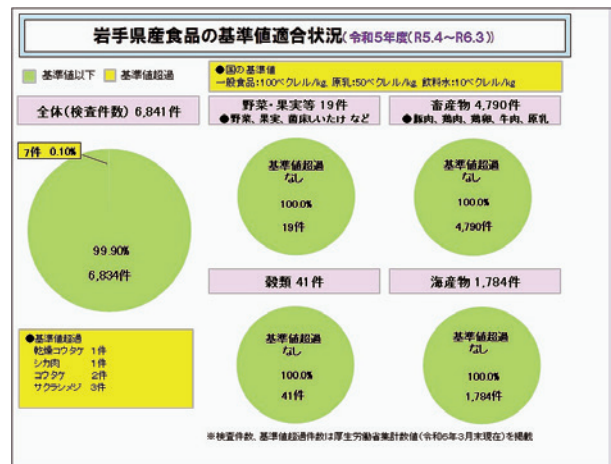 岩手県産食品の基準値適合状況(令和5年度(R5.4～R6.3))
基準値以下 基準値超過
●国の基準値
一般食品:100ベクレル/kg, 原乳:50ベクレル/kg, 飲料水:10ベクレル/kg
全体(検査件数) 6,841件
7件 0.10%
99.90%
6,834件
野菜・果実等 19件
●野菜、果実、菌床しいたけ など
基準値超過
なし
100.0%
19件
畜産物 4,790件
●豚肉、鶏肉、鶏卵、牛肉、原乳
基準値超過
なし
100.0%
4,790件
穀類 41件
基準値超過
なし
100.0%
41件
海産物 1,784件
基準値超過
なし
100.0%
1,784件
●基準値超過
乾燥コウタケ 1件
シカ肉 1件
コウタケ 2件
サクラシメジ 3件
※検査件数、基準値超過件数は厚生労働省集計数値(令和6年3月末現在)を掲載